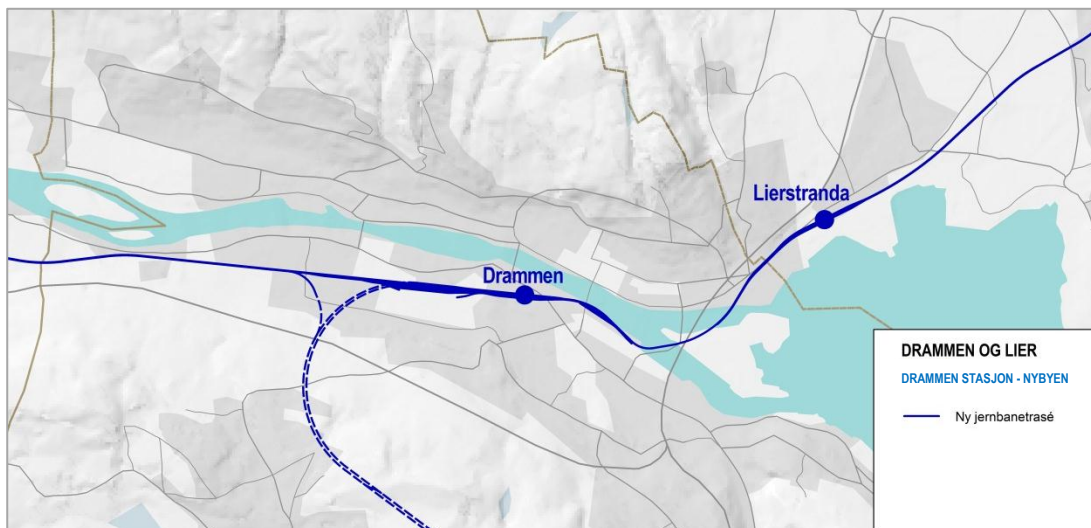 Lierstranda
Drammen
DRAMMEN OG LIER
DRAMMEN STASJON - NYBYEN
Ny jernbanetrasé